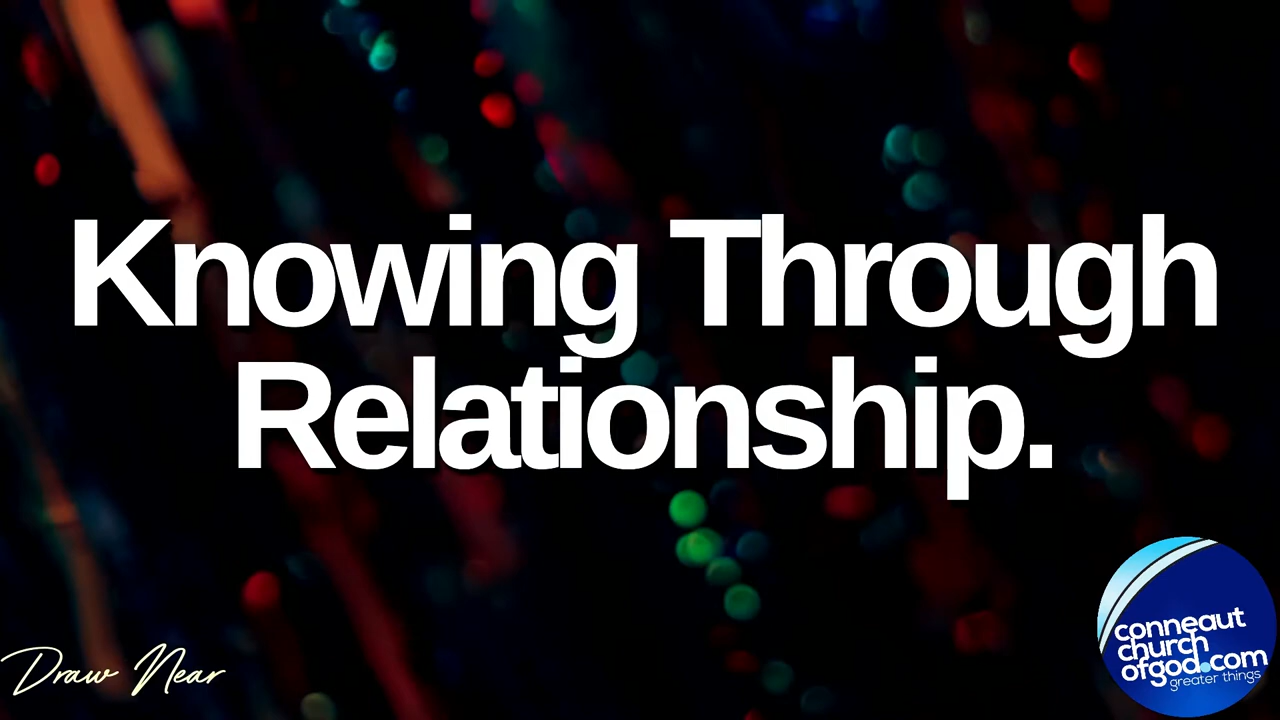 Knowing Through
Relationship.
Draw Near
conneaut
church
ofgod.com
greater things